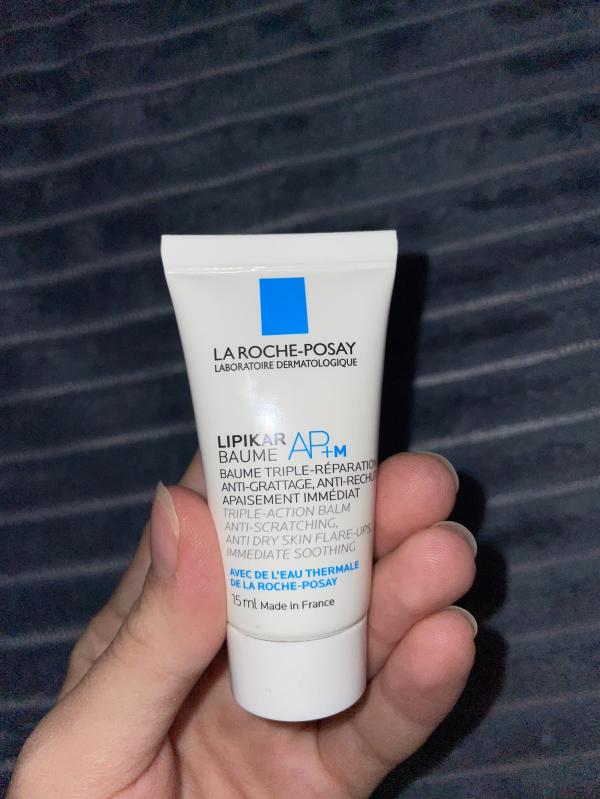 LA ROCHE-POSAY
LABORATOIRE DERMATOLOGIQUE
LIPIKAR
BAUME AP+M
BAUME TRIPLE-RÉPARATION
ANTI-GRATTAGE, ANTI-RECHUT
APAISEMENT IMMÉDIAT
TRIPLE-ACTION BALM
ANTI-SCRATCHING,
ANTI DRY SKIN FLARE-UPS,
IMMEDIATE SOOTHING
AVEC DE L'EAU THERMALE
DE LA ROCHE-POSAY
15 ml Made in France